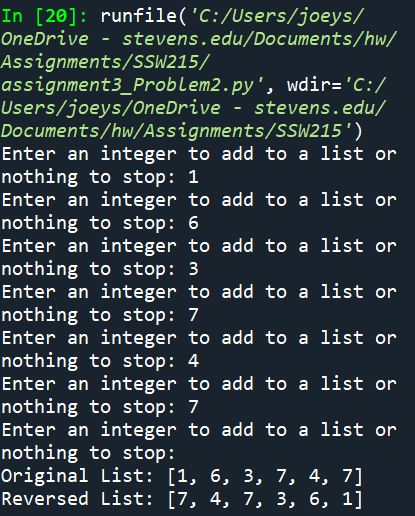 In [20]: runfile('C:/Users/joeys/
OneDrive - stevens.edu/Documents/hw/
Assignments/SSW215/
assignment3_Problem2.py', wdir='C:/
Users/joeys/OneDrive - stevens.edu/
Documents/hw/Assignments/SSW215')
Enter an integer to add to a list or
nothing to stop: 1
Enter an integer to add to a list or
nothing to stop: 6
Enter an integer to add to a list or
nothing to stop: 3
Enter an integer to add to a list or
nothing to stop: 7
Enter an integer to add to a list or
nothing to stop: 4
Enter an integer to add to a list or
nothing to stop: 7
Enter an integer to add to a list or
nothing to stop:
Original List: [1, 6, 3, 7, 4, 7]
Reversed List: [7, 4, 7, 3, 6, 1]